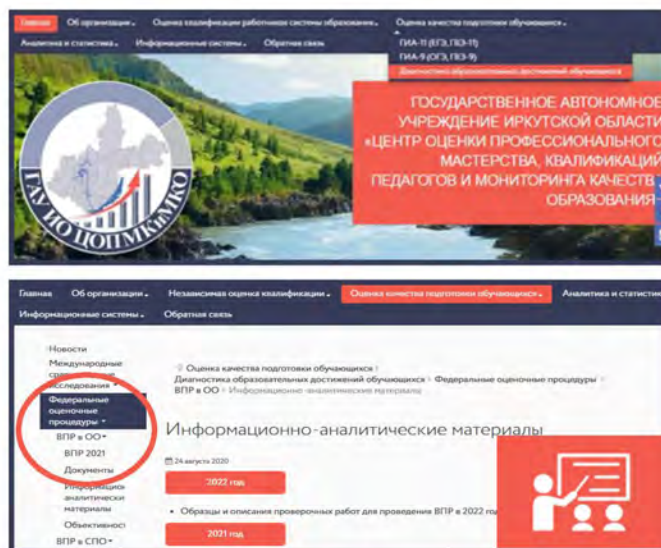 Главная Об организации Оценка квалификации работников системы образования Оценка качества подготовки обучающихся
Аналитика и статистика Информационные системы Обратная связь
ГИА-11 (ЕГЭ, ГВЭ-11)
ГИА-9 (ОГЭ, ГВЭ-9)
Диагностика образовательных достижений обучающихся
ГОСУДАРСТВЕННОЕ АВТОНОМНОЕ
УЧРЕЖДЕНИЕ ИРКУТСКОЙ ОБЛАСТИ
«ЦЕНТР ОЦЕНКИ ПРОФЕССИОНАЛЬНОГО
МАСТЕРСТВА, КВАЛИФИКАЦИЙ
ПЕДАГОГОВ И МОНИТОРИНГА КАЧЕСТВ
ОБРАЗОВАНИЯ»
ГАУ ИО ЦОПМКиМКО
Главная Об организации Независимая оценка квалификации Оценка качества подготовки обучающихся Аналитика и статистик
Информационные системы Обратная связь
Новости
Международные
сравнительные
исследования
Федеральные
оценочные
процедуры
ВПР в ОО
ВПР 2021
Документы
Информацио
аналитически
материалы
Объективност
ВПР в СПО
Оценка качества подготовки обучающихся
Диагностика образовательных достижений обучающихся Федеральные оценочные процедуры
ВПР в ОО Информационно-аналитические материалы
Информационно-аналитические материалы
24 августа 2020
2022 год
• Образцы и описания проверочных работ для проведения ВПР в 2022 год
2021 год